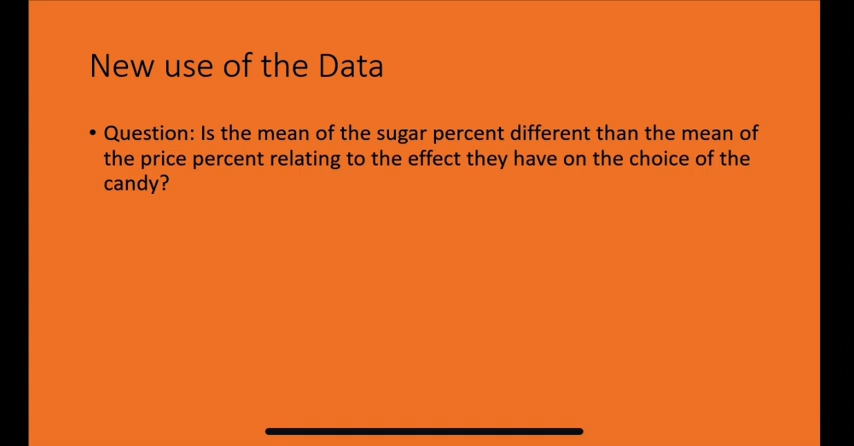 New use of the Data
• Question: Is the mean of the sugar percent different than the mean of
the price percent relating to the effect they have on the choice of the
candy?